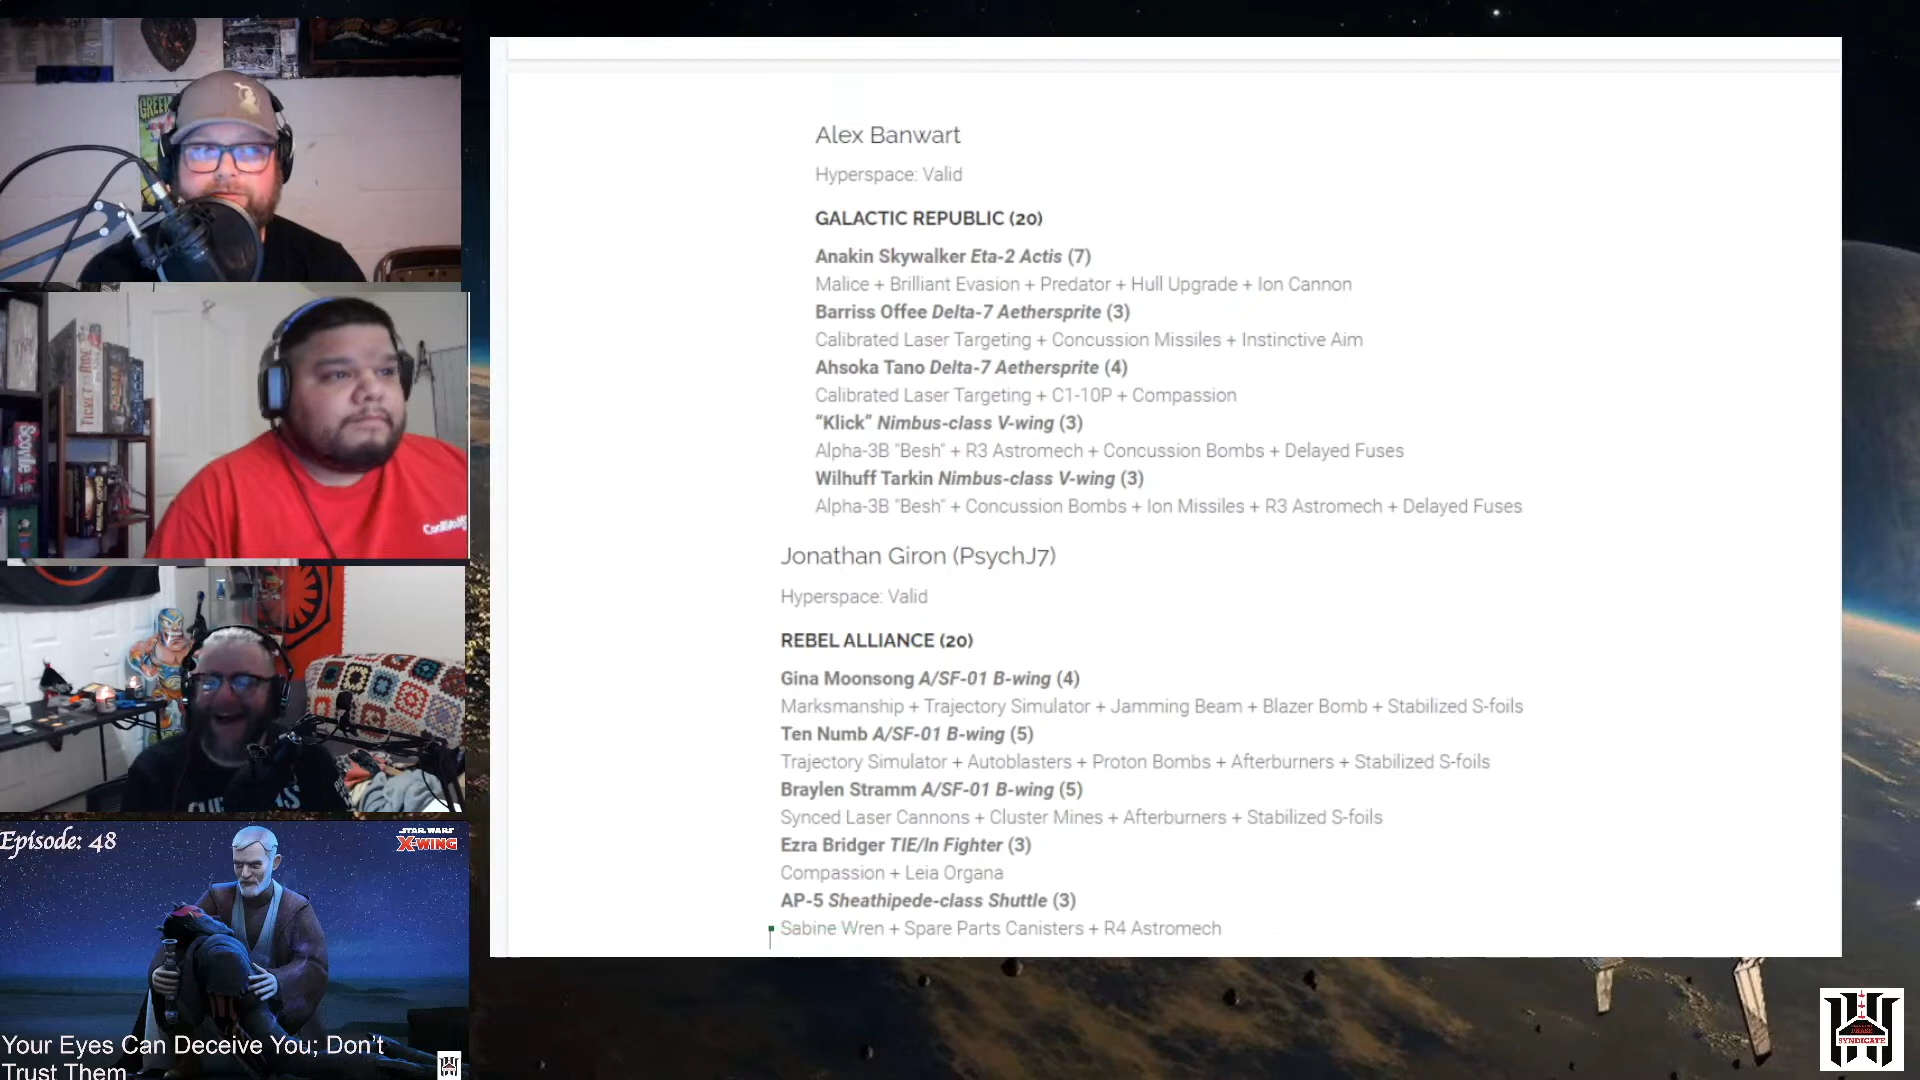 Alex Banwart
Hyperspace: Valid
GALACTIC REPUBLIC (20)
Anakin Skywalker Eta-2 Actis (7)
Malice + Brilliant Evasion + Predator + Hull Upgrade + Ion Cannon
Barriss Offee Delta-7 Aethersprite (3)
Calibrated Laser Targeting + Concussion Missiles + Instinctive Aim
Ahsoka Tano Delta-7 Aethersprite (4)
Calibrated Laser Targeting + C1-10P + Compassion
“Klick” Nimbus-class V-wing (3)
Alpha-3B "Besh" + R3 Astromech + Concussion Bombs + Delayed Fuses
Wilhuff Tarkin Nimbus-class V-wing (3)
Alpha-3B "Besh" + Concussion Bombs + Ion Missiles + R3 Astromech + Delayed Fuses
Jonathan Giron (PsychJ7)
Hyperspace: Valid
REBEL ALLIANCE (20)
Gina Moonsong A/SF-01 B-wing (4)
Marksmanship + Trajectory Simulator + Jamming Beam + Blazer Bomb + Stabilized S-foils
Ten Numb A/SF-01 B-wing (5)
Trajectory Simulator + Autoblasters + Proton Bombs + Afterburners + Stabilized S-foils
Braylen Stramm A/SF-01 B-wing (5)
Synced Laser Cannons + Cluster Mines + Afterburners + Stabilized S-foils
Ezra Bridger TIE/ln Fighter (3)
Compassion + Leia Organa
AP-5 Sheathipede-class Shuttle (3)
Sabine Wren + Spare Parts Canisters + R4 Astromech
GREEN
TICKET TO RIDE
Scoville
Episode: 48
STAR WARS
X-WING
Your Eyes Can Deceive You; Don't
Trust Them
SYNDICATE